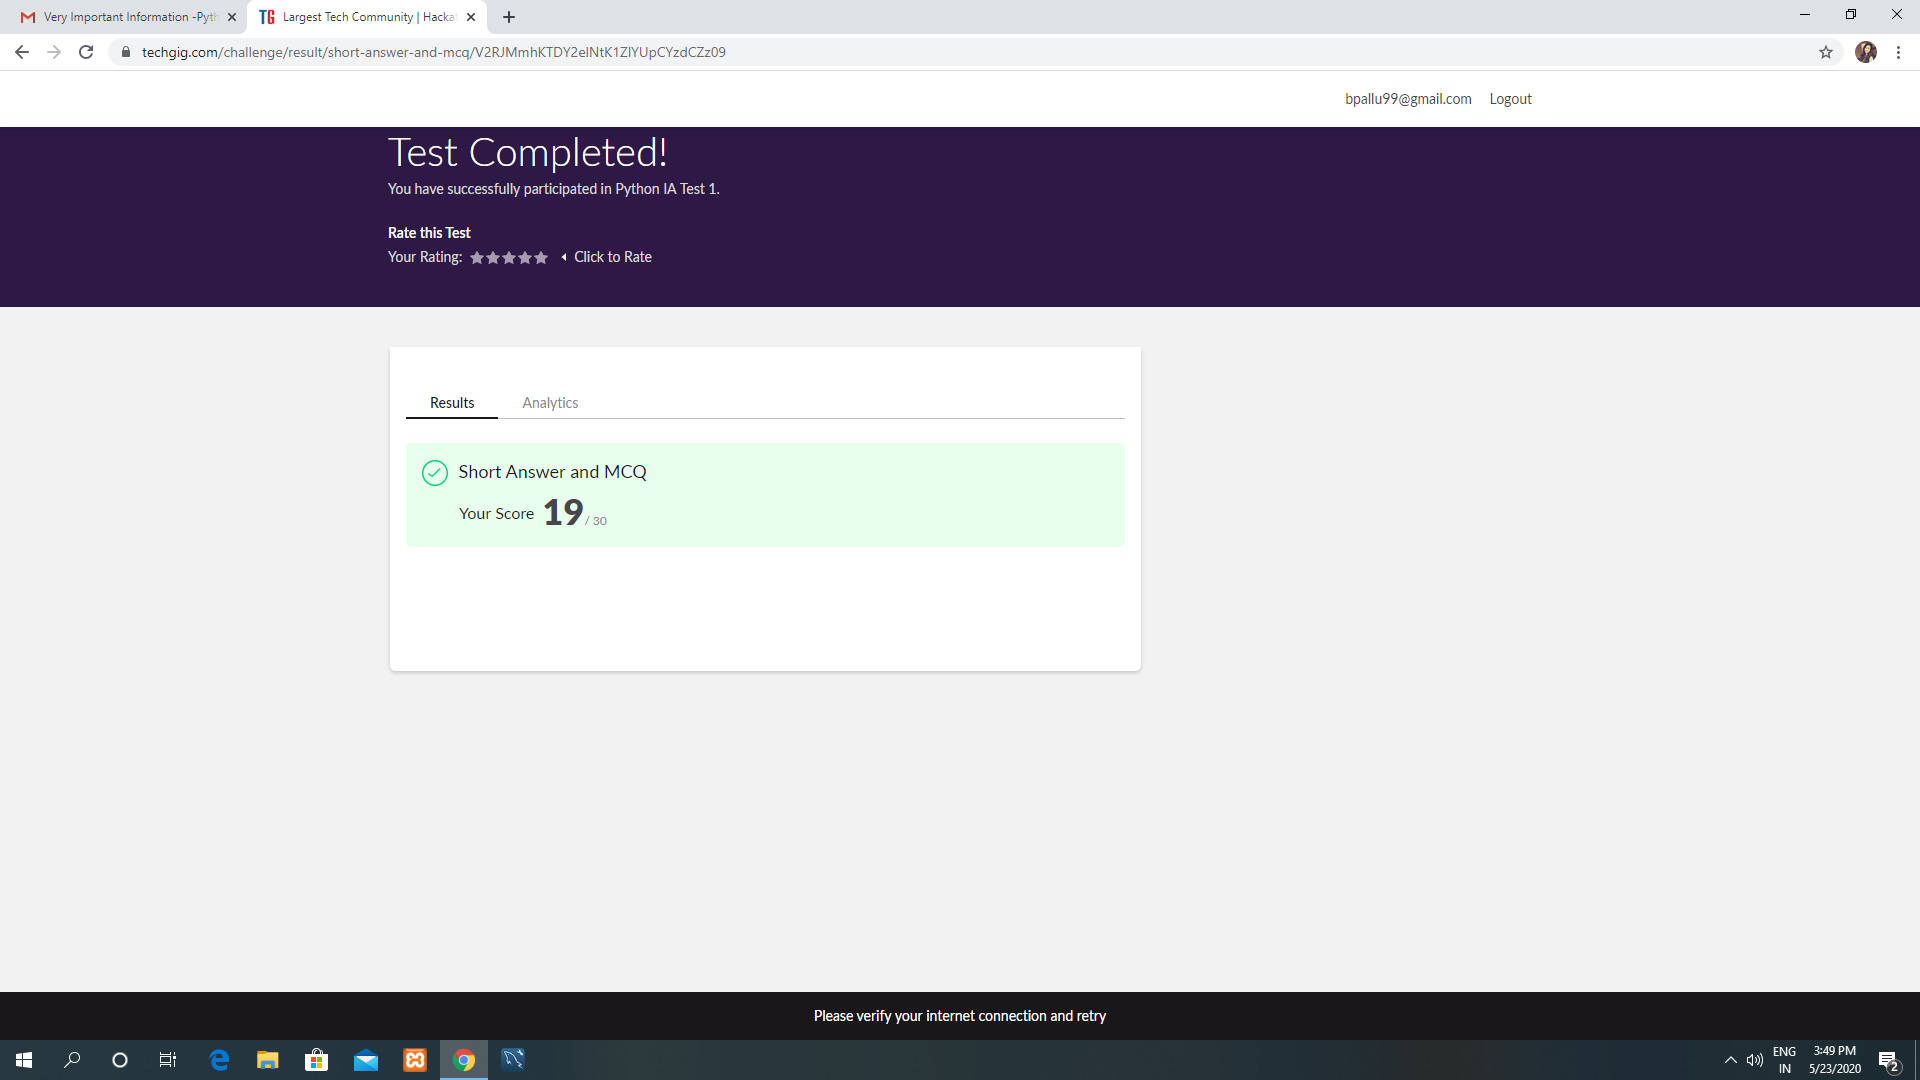 Very Important Information -Pyth
TG Largest Tech Community | Hacka
techgig.com/challenge/result/short-answer-and-mcq/V2RJMmhKTDY2elNtK1ZIYUpCYzdCZz09
bpallu99@gmail.com Logout
Test Completed!
You have successfully participated in Python IA Test 1.
Rate this Test
Your Rating: Click to Rate
Results Analytics
Short Answer and MCQ
Your Score 19 / 30
Please verify your internet connection and retry
ENG 3:49 PM
IN 5/23/2020 2